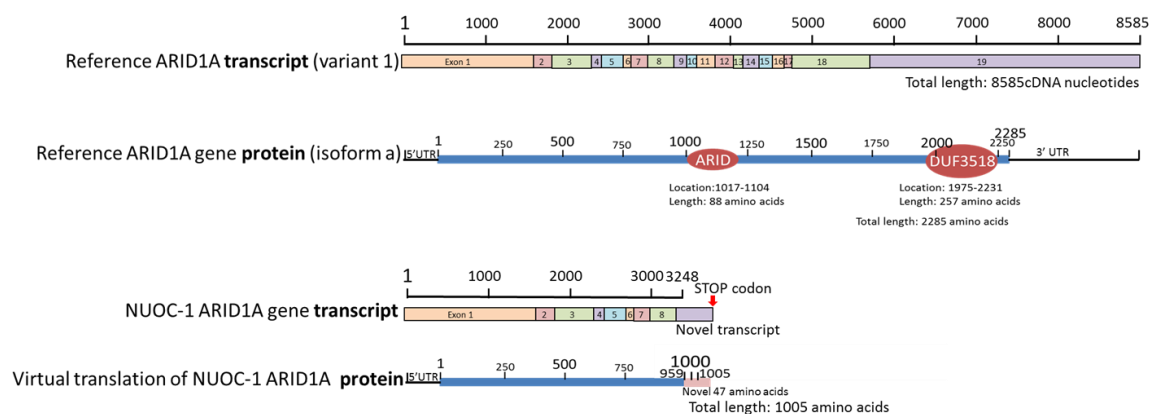 1 1000 2000 3000 4000 5000 6000 7000 8000 8585
Reference ARID1A transcript (variant 1)
Exon 1 2 3 4 5 6 7 8 9 10 11 12 13 14 15 16 17 18 19
Total length: 8585cDNA nucleotides
Reference ARID1A gene protein (isoform a)
5'UTR 1 250 500 750 1000 1250 1500 1750 2000 2250 2285 3' UTR
ARID DUF3518
Location:1017-1104 Location: 1975-2231
Length: 88 amino acids Length: 257 amino acids
Total length: 2285 amino acids
1 1000 2000 3000 3248
STOP codon
NUOC-1 ARID1A gene transcript
Exon 1 2 3 4 5 6 7 8
Novel transcript
Virtual translation of NUOC-1 ARID1A protein
5'UTR 1 250 500 750 959 1000 1005
Novel 47 amino acids
Total length: 1005 amino acids